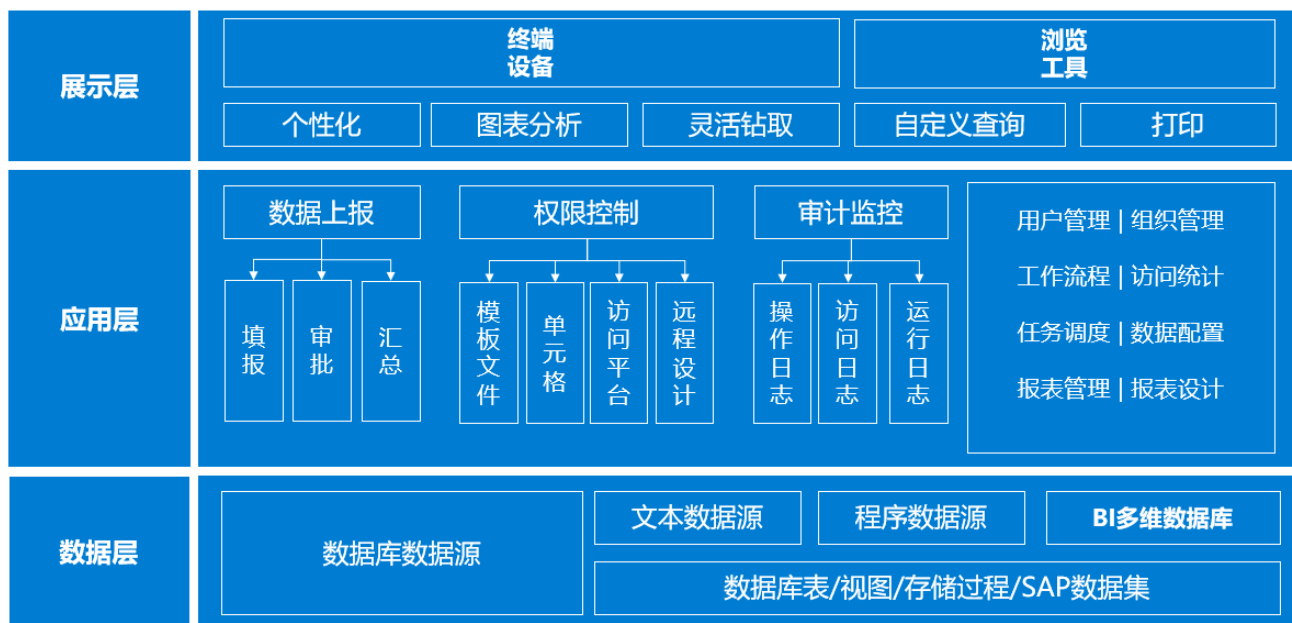 展示层
终端
设备
浏览
工具
个性化
图表分析
灵活钻取
自定义查询
打印
应用层
数据上报
填报
审批
汇总
权限控制
模板文件
单元格
访问平台
远程设计
审计监控
操作日志
访问日志
运行日志
用户管理 | 组织管理
工作流程 | 访问统计
任务调度 | 数据配置
报表管理 | 报表设计
数据层
数据库数据源
文本数据源
程序数据源
BI多维数据库
数据库表/视图/存储过程/SAP数据集